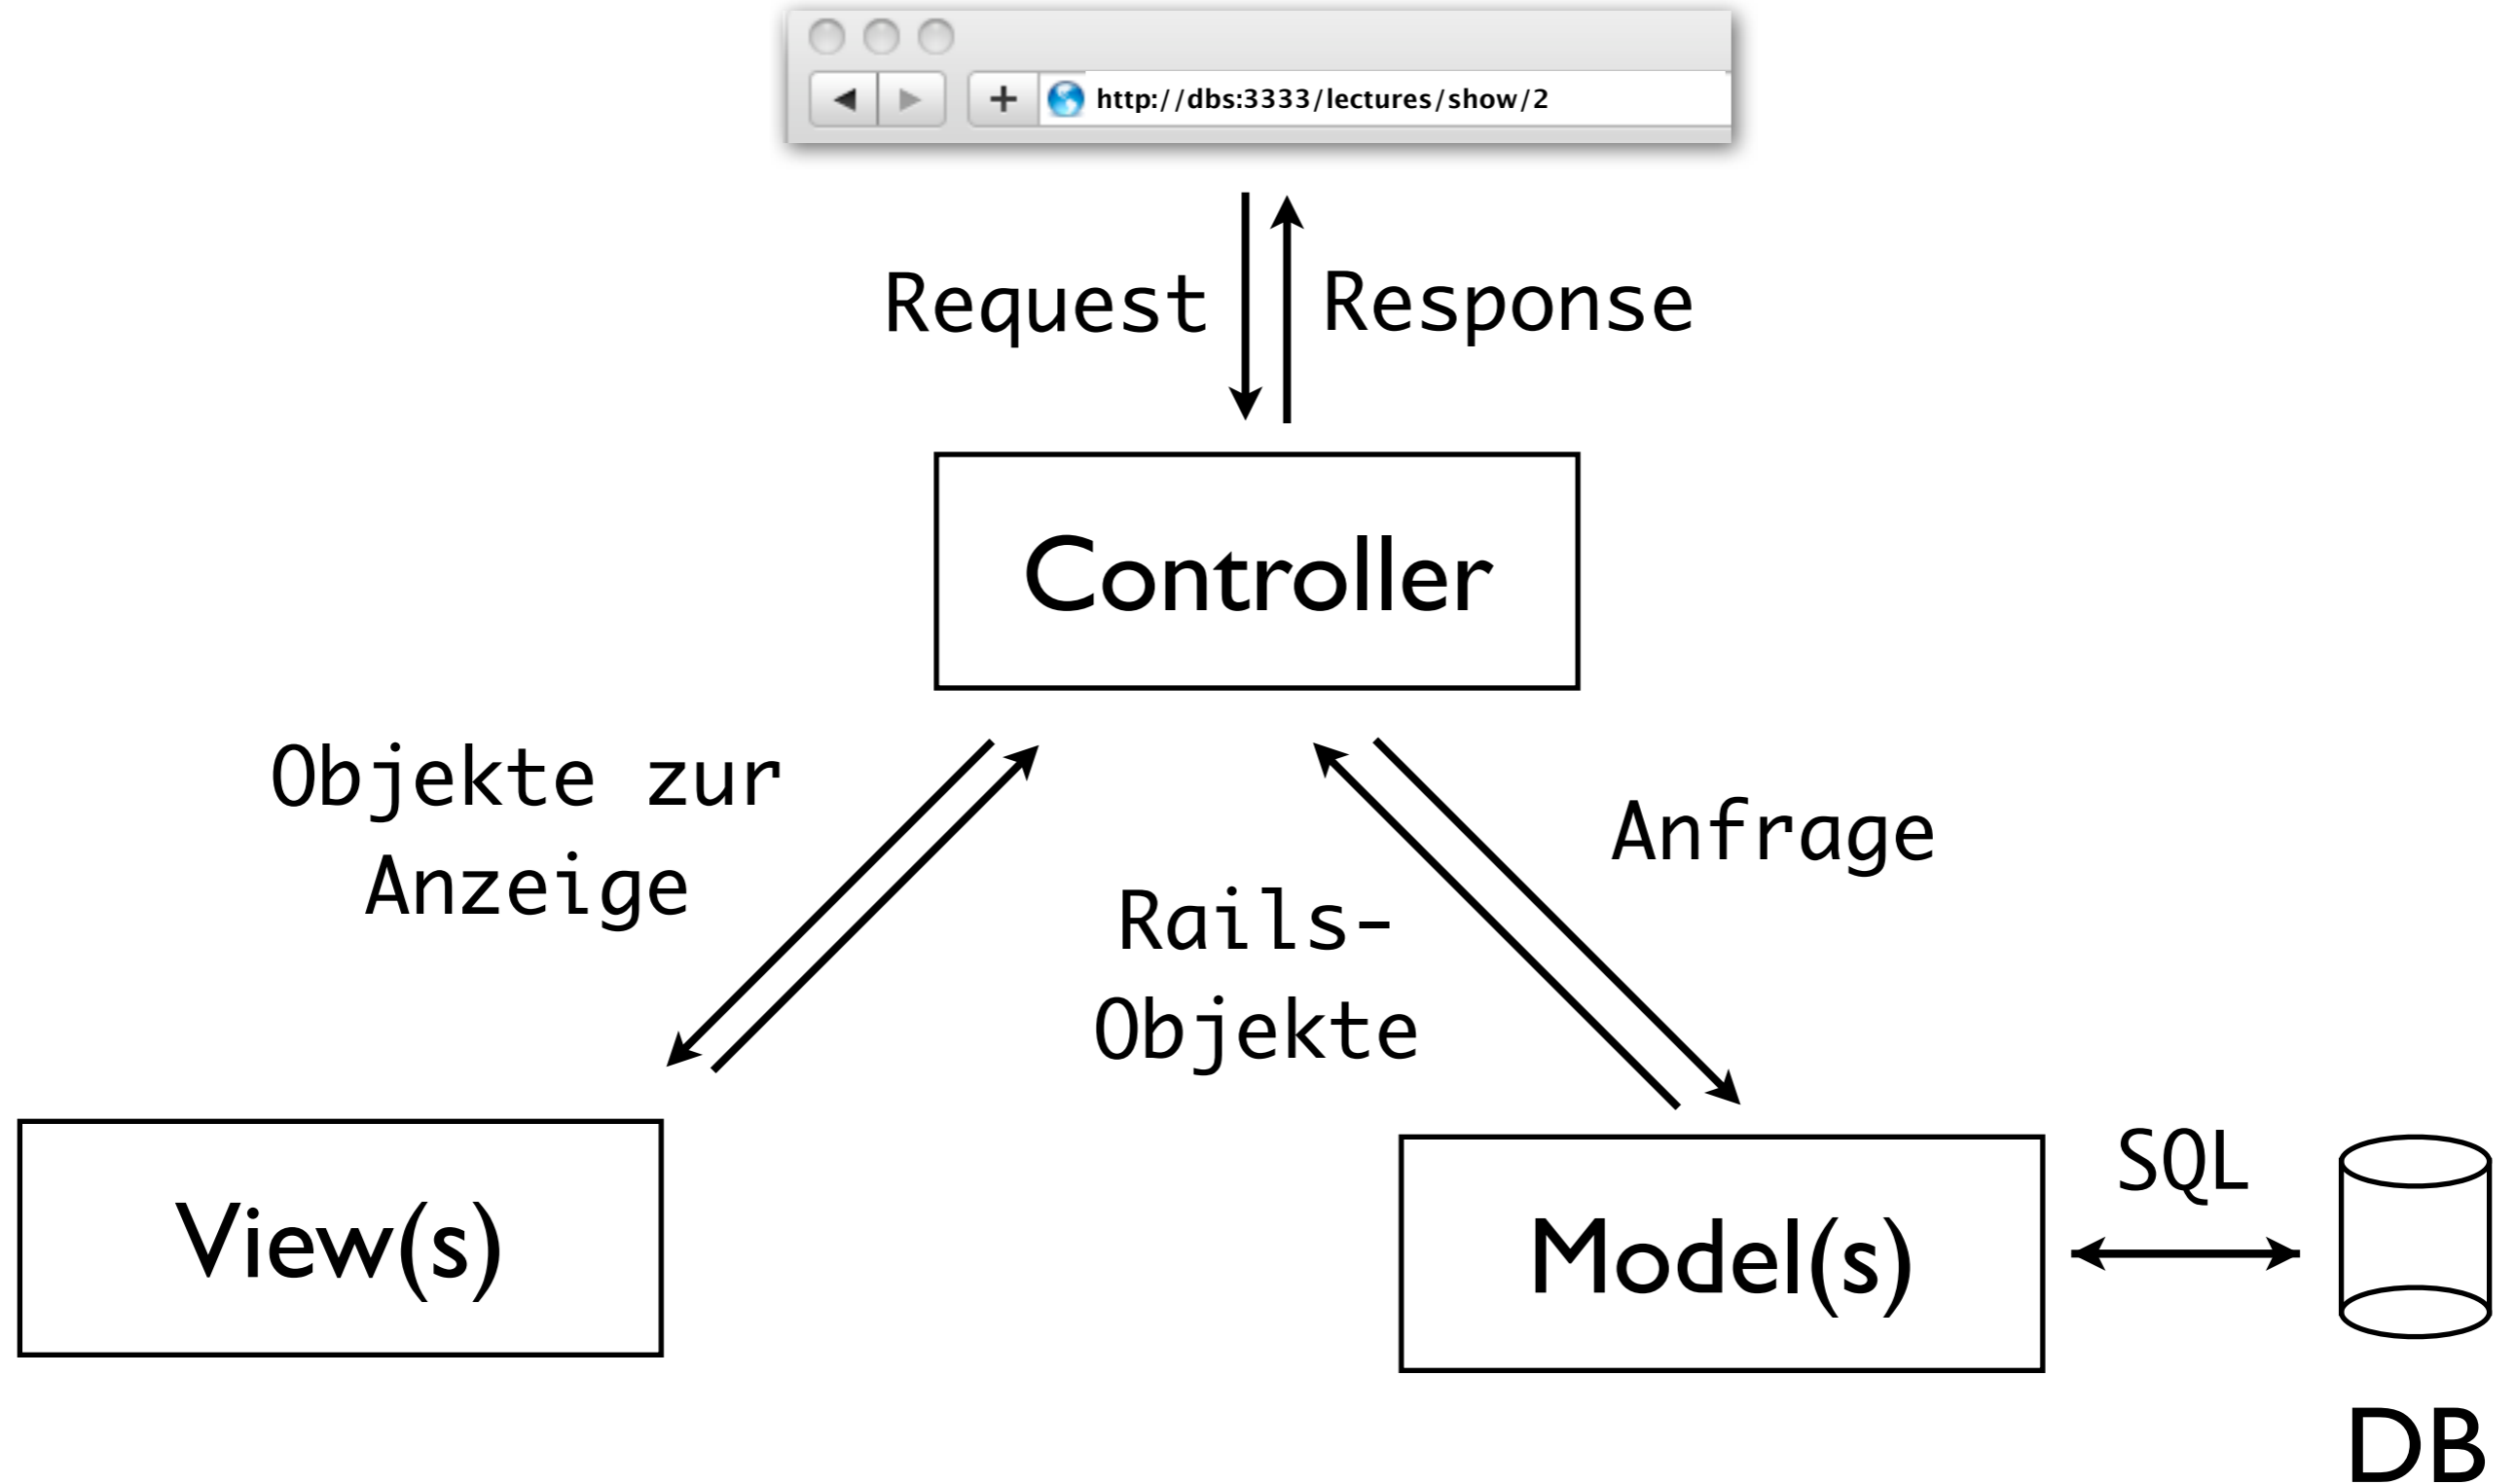 http://dbs:3333/lectures/show/2
Request
Response
Controller
Objekte zur
Anzeige
Anfrage
Rails-
Objekte
View(s)
Model(s)
SQL
DB